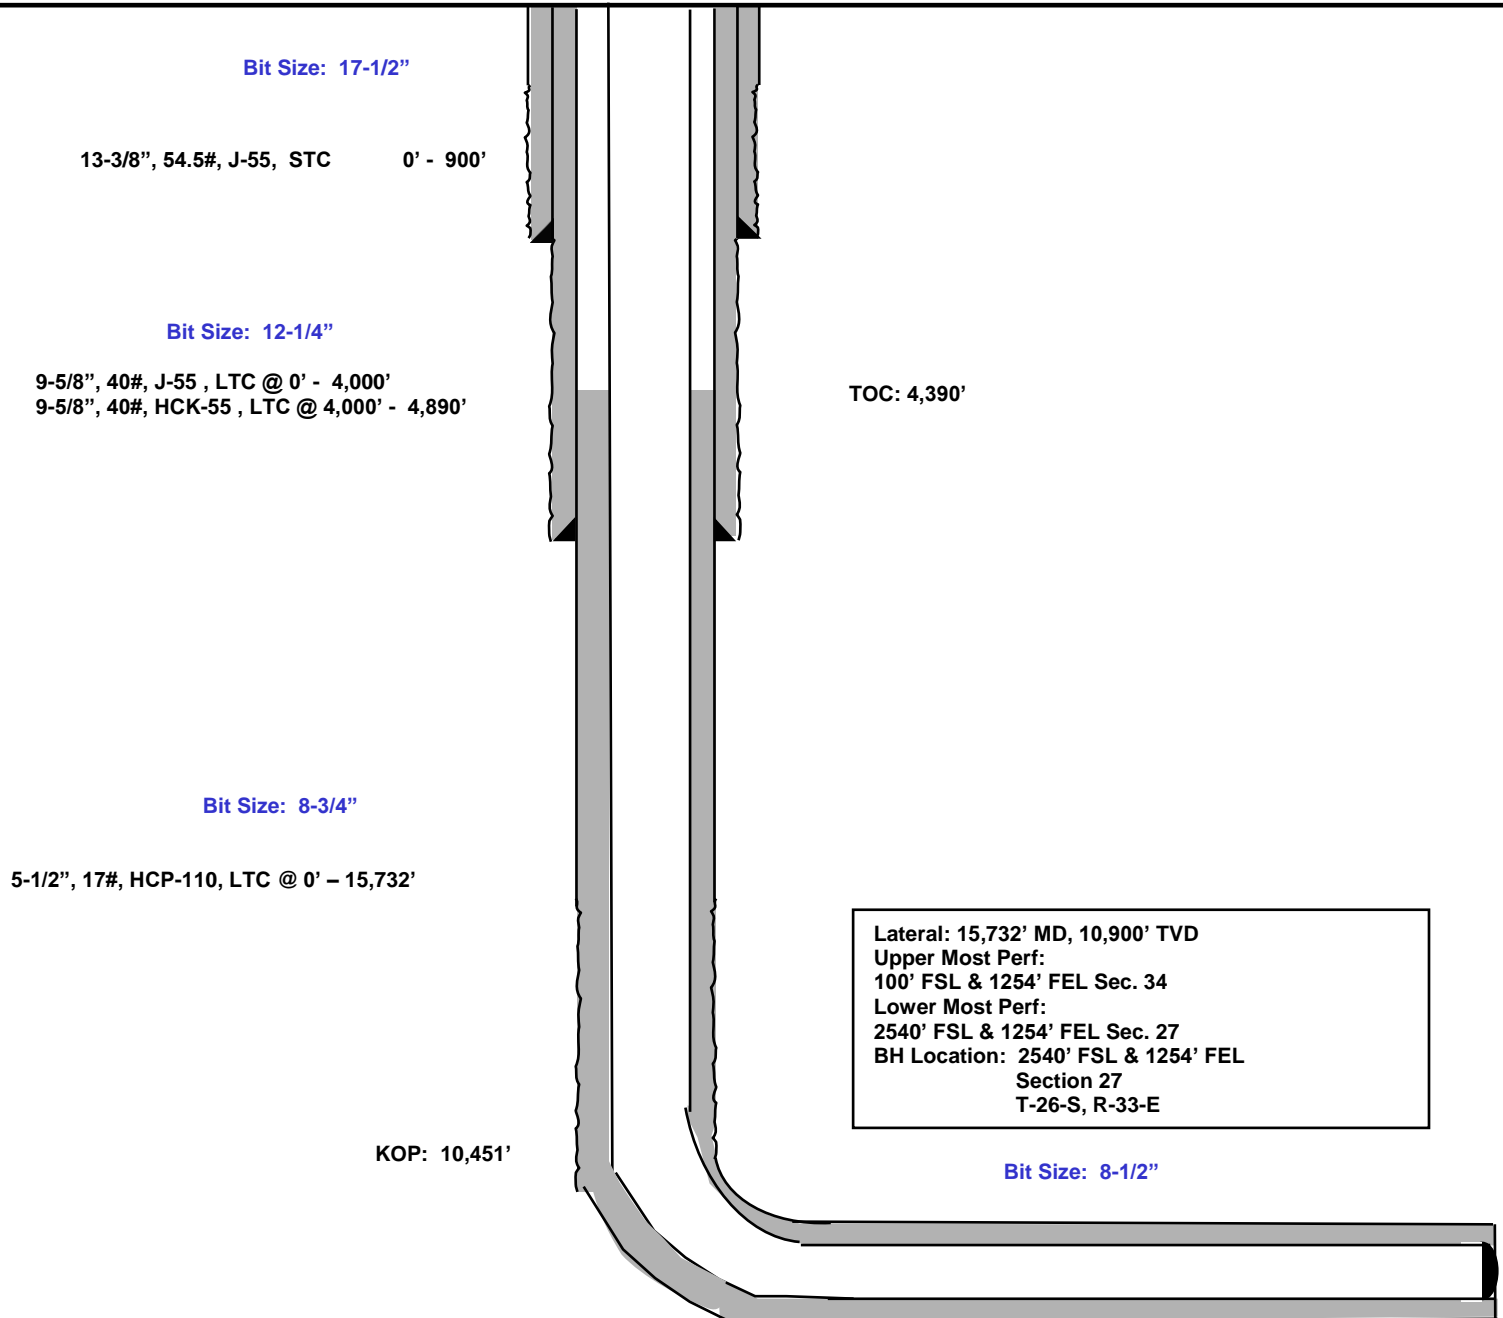 Bit Size: 17-1/2”
13-3/8”, 54.5#, J-55, STC 0’ - 900’
Bit Size: 12-1/4”
9-5/8”, 40#, J-55 , LTC @ 0’ - 4,000’
9-5/8”, 40#, HCK-55 , LTC @ 4,000’ - 4,890’
TOC: 4,390’
Bit Size: 8-3/4”
5-1/2”, 17#, HCP-110, LTC @ 0’ – 15,732’
Lateral: 15,732’ MD, 10,900’ TVD
Upper Most Perf:
100’ FSL & 1254’ FEL Sec. 34
Lower Most Perf:
2540’ FSL & 1254’ FEL Sec. 27
BH Location: 2540’ FSL & 1254’ FEL
Section 27
T-26-S, R-33-E
KOP: 10,451’
Bit Size: 8-1/2”